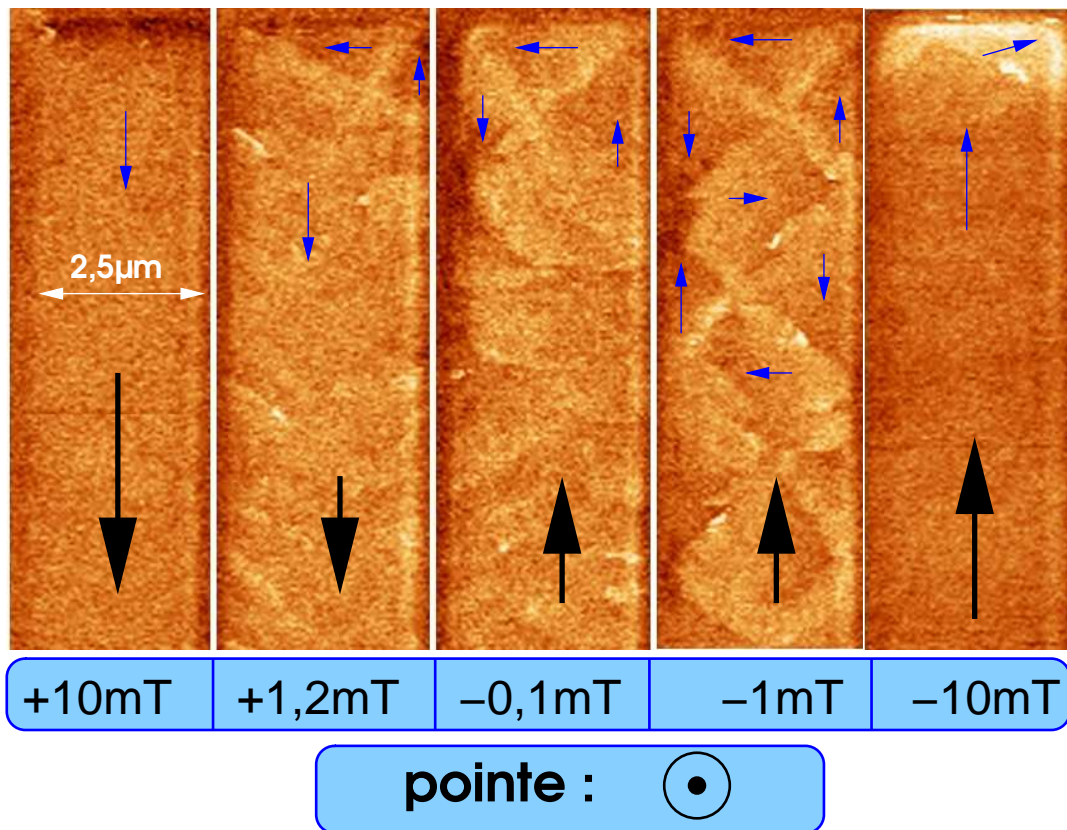 2,5µm
+10mT
+1,2mT
–0,1mT
–1mT
–10mT
pointe :